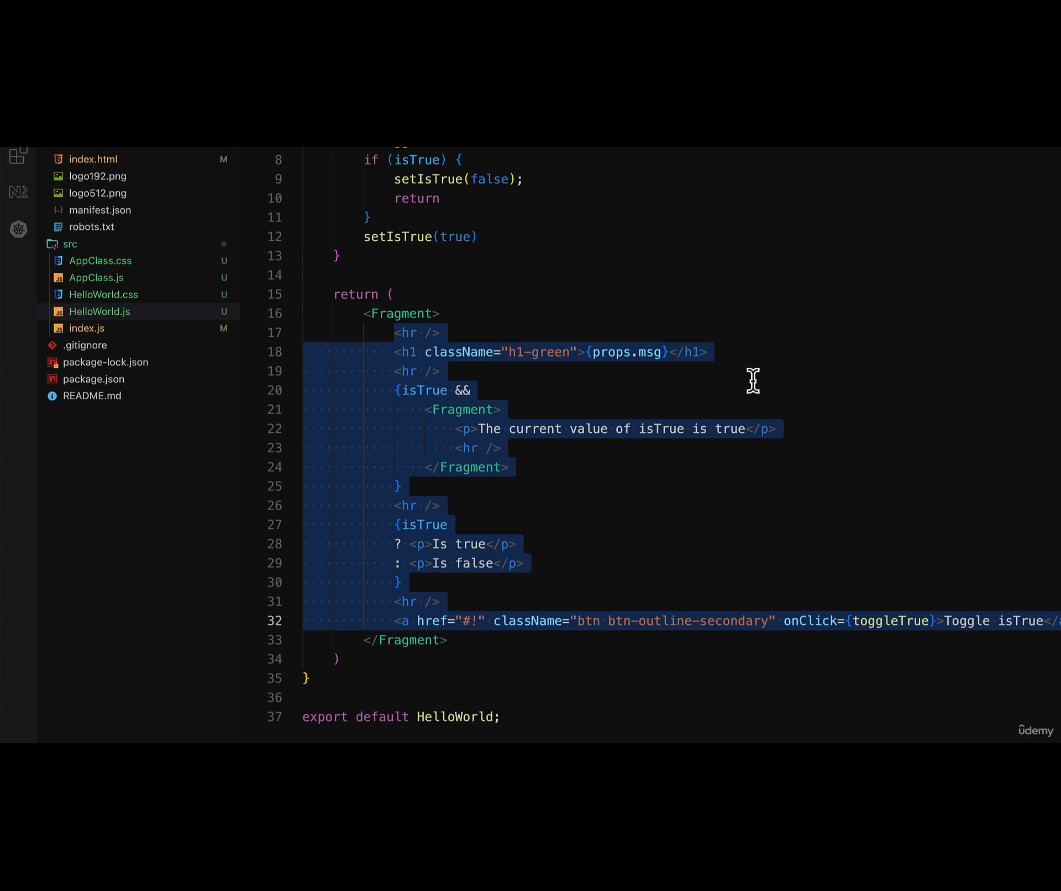 index.html M
logo192.png
logo512.png
manifest.json
robots.txt
src
AppClass.css U
AppClass.js U
HelloWorld.css U
HelloWorld.js U
index.js M
.gitignore
package-lock.json
package.json
README.md
8 if (isTrue) {
9 setIsTrue(false);
10 return
11 }
12 setIsTrue(true)
13 }
14
15 return (
16 <Fragment>
17 <hr />
18 <h1 className="h1-green">{props.msg}</h1>
19 <hr />
20 {isTrue &&
21 <Fragment>
22 <p>The current value of isTrue is true</p>
23 <hr />
24 </Fragment>
25 }
26 <hr />
27 {isTrue
28 ? <p>Is true</p>
29 : <p>Is false</p>
30 }
31 <hr />
32 <a href="#!" className="btn btn-outline-secondary" onClick={toggleTrue}>Toggle isTrue</
33 </Fragment>
34 )
35 }
36
37 export default HelloWorld;
ûdemy